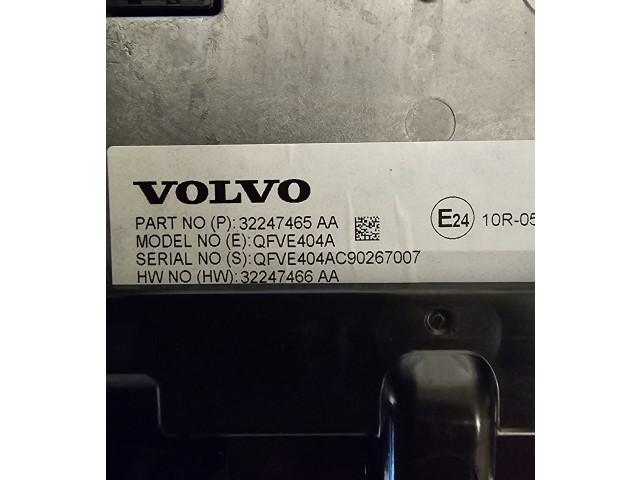 VOLVO
PART NO (P): 32247465 AA
MODEL NO (E): QFVE404A
SERIAL NO (S): QFVE404AC90267007
HW NO (HW): 32247466 AA
E24 10R-05